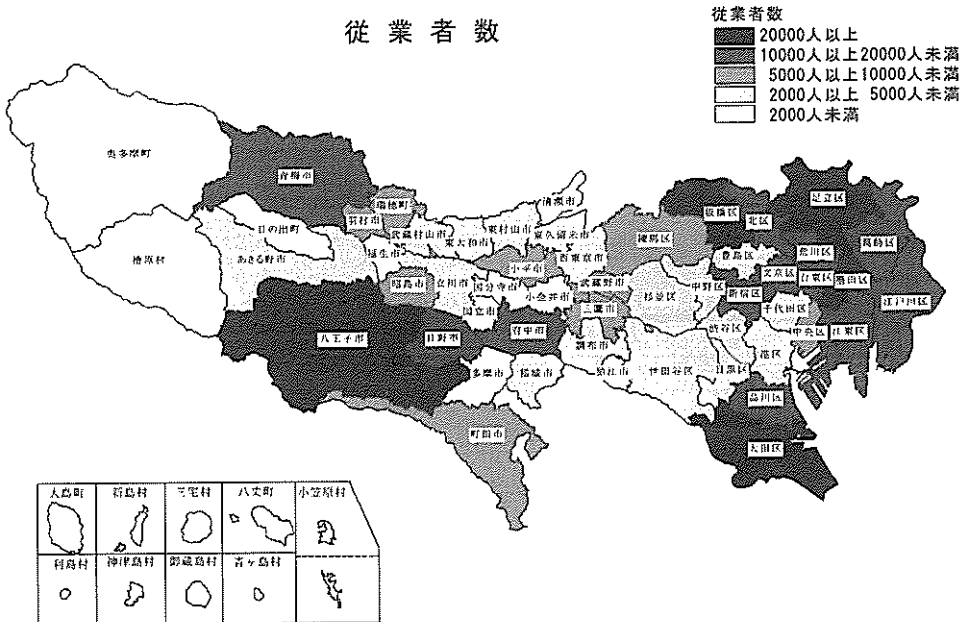 従業者数
従業者数
20000人以上
10000人以上20000人未満
5000人以上10000人未満
2000人以上 5000人未満
2000人未満
奥多摩町
青梅市
瑞穂町
羽村市
武蔵村山市
東大和市
東村山市
清瀬市
東久留米市
西東京市
練馬区
板橋区
北区
足立区
日の出町
あきる野市
檜原村
福生市
昭島市
立川市
国分寺市
国立市
小平市
小金井市
武蔵野市
三鷹市
杉並区
中野区
豊島区
新宿区
文京区
荒川区
台東区
墨田区
葛飾区
江戸川区
千代田区
中央区
江東区
渋谷区
港区
八王子市
日野市
府中市
調布市
狛江市
世田谷区
目黒区
品川区
大田区
多摩市
稲城市
町田市
大島町
新島村
三宅村
八丈町
小笠原村
利島村
神津島村
御蔵島村
青ヶ島村